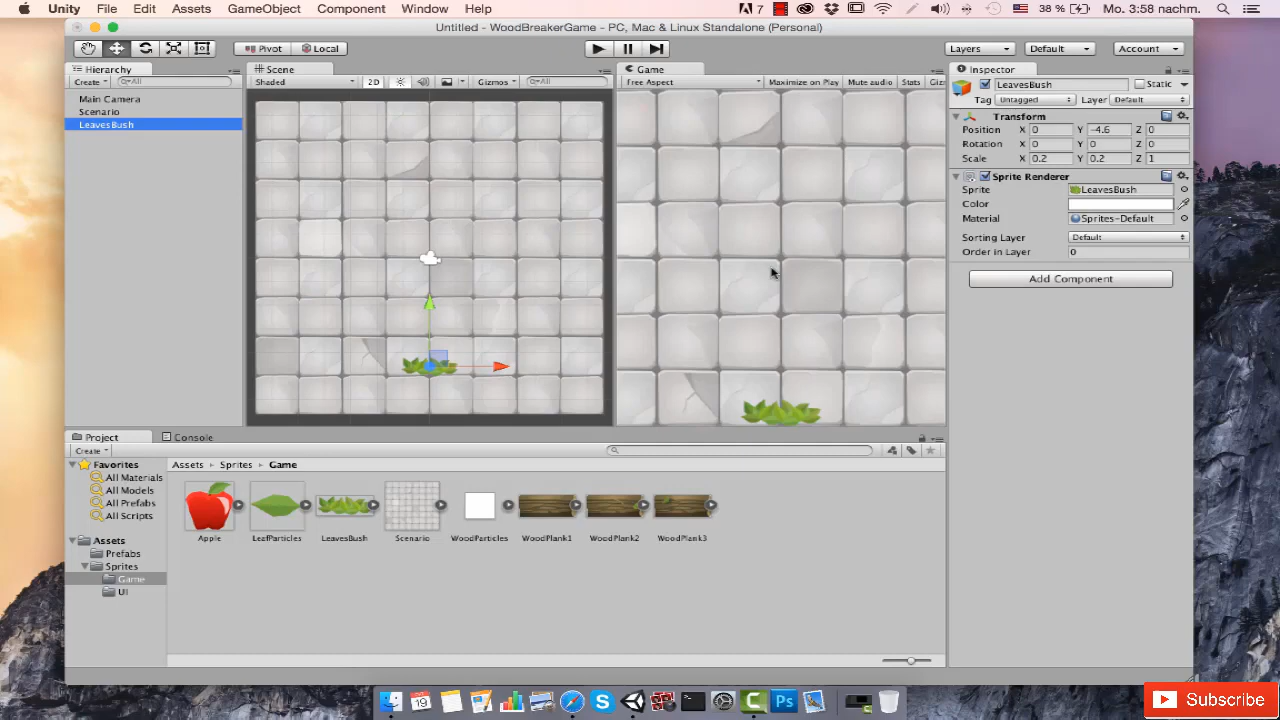 Unity File Edit Assets GameObject Component Window Help 7 38 % Mo. 3:58 nachm.
Untitled - WoodBreakerGame - PC, Mac & Linux Standalone (Personal)
Pivot Local Layers Default Account
Hierarchy
Create All
Main Camera
Scenario
LeavesBush
Scene
Shaded 2D Gizmos All
Game
Free Aspect Maximize on Play Mute audio Stats Giz
Inspector
LeavesBush Static
Tag Untagged Layer Default
Transform
Position X 0 Y -4.6 Z 0
Rotation X 0 Y 0 Z 0
Scale X 0.2 Y 0.2 Z 1
Sprite Renderer
Sprite LeavesBush
Color
Material Sprites-Default
Sorting Layer Default
Order in Layer 0
Add Component
Project Console
Create
Favorites
All Materials
All Models
All Prefabs
All Scripts
Assets
Prefabs
Sprites
Game
UI
Assets Sprites Game
Apple LeafParticles LeavesBush Scenario WoodParticles WoodPlank1 WoodPlank2 WoodPlank3
19 S C Ps
Subscribe